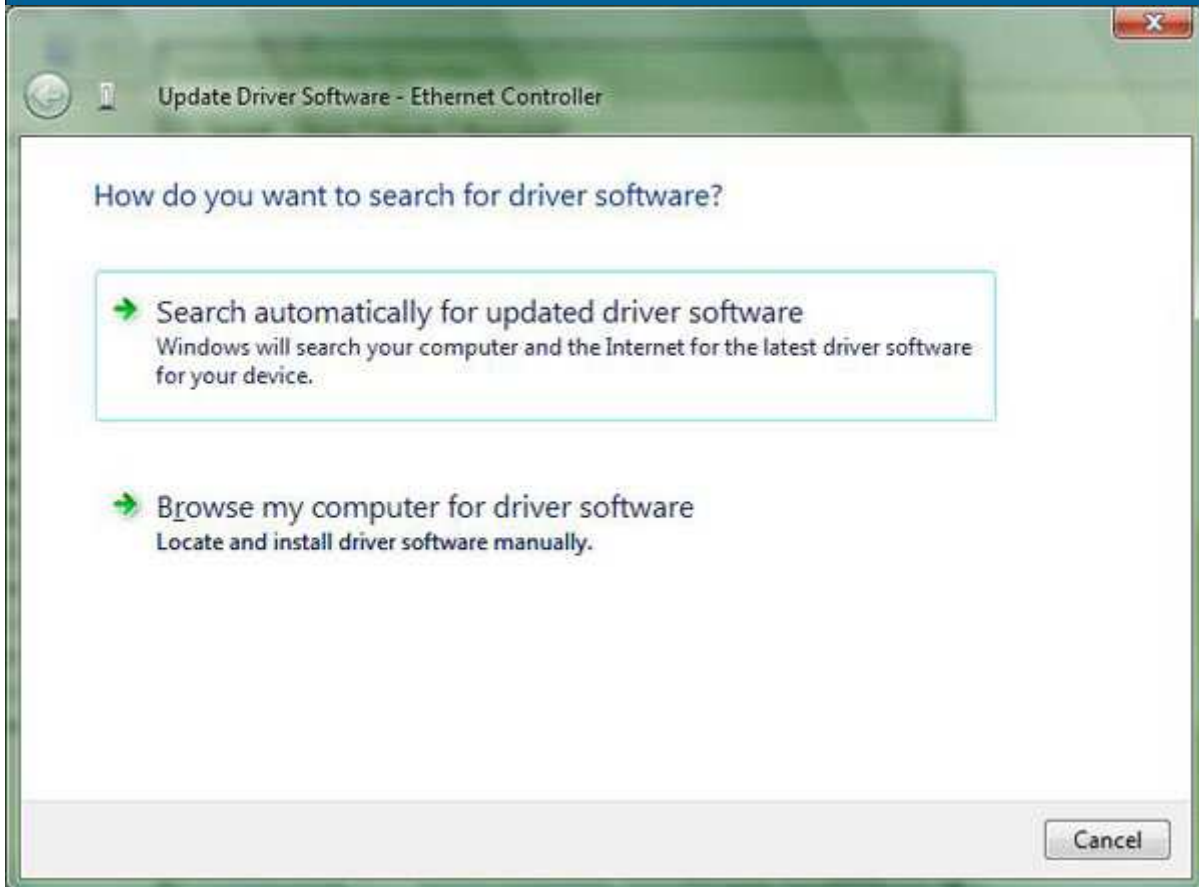 Update Driver Software - Ethernet Controller
How do you want to search for driver software?
Search automatically for updated driver software
Windows will search your computer and the Internet for the latest driver software
for your device.
Browse my computer for driver software
Locate and install driver software manually.
Cancel